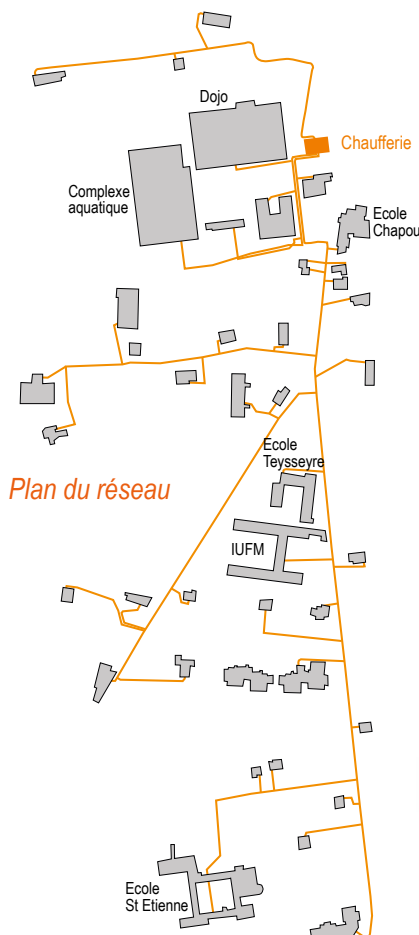 Dojo
Chaufferie
Complexe
aquatique
Ecole
Chapou
Ecole
Teysseyre
Plan du réseau
IUFM
Ecole
St Etienne